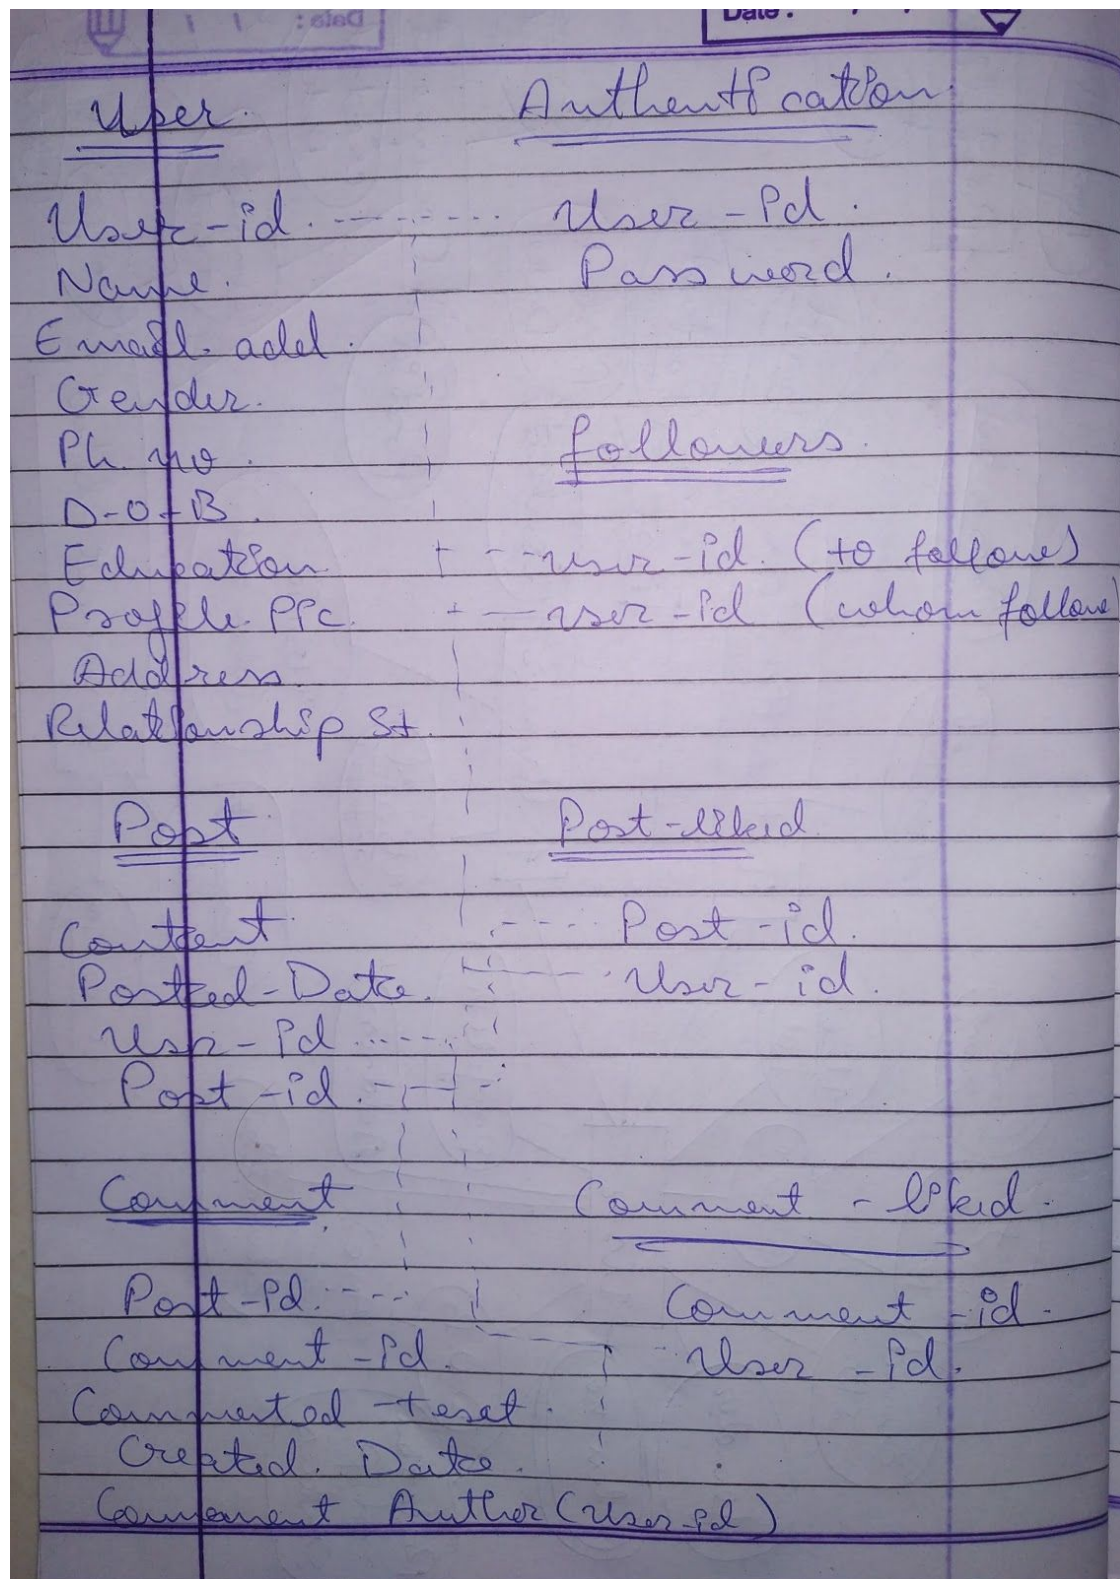 Date :
User. Authentification.
User-id. User-id.
Name. Password.
Email. add.
Gender.
Ph. no.
followers.
D-O-B.
Education user-id. (to follow)
Profile. Pic. user-id (whom follow
Address.
Relationship St.
Post Post-liked
Content Post-id.
Posted-Date. User-id.
User-id
Post-id.
Comment Comment-liked.
Post-id. Comment-id.
Comment-id. User-id.
Commented-text.
Created. Date.
Comment Author (User-id)